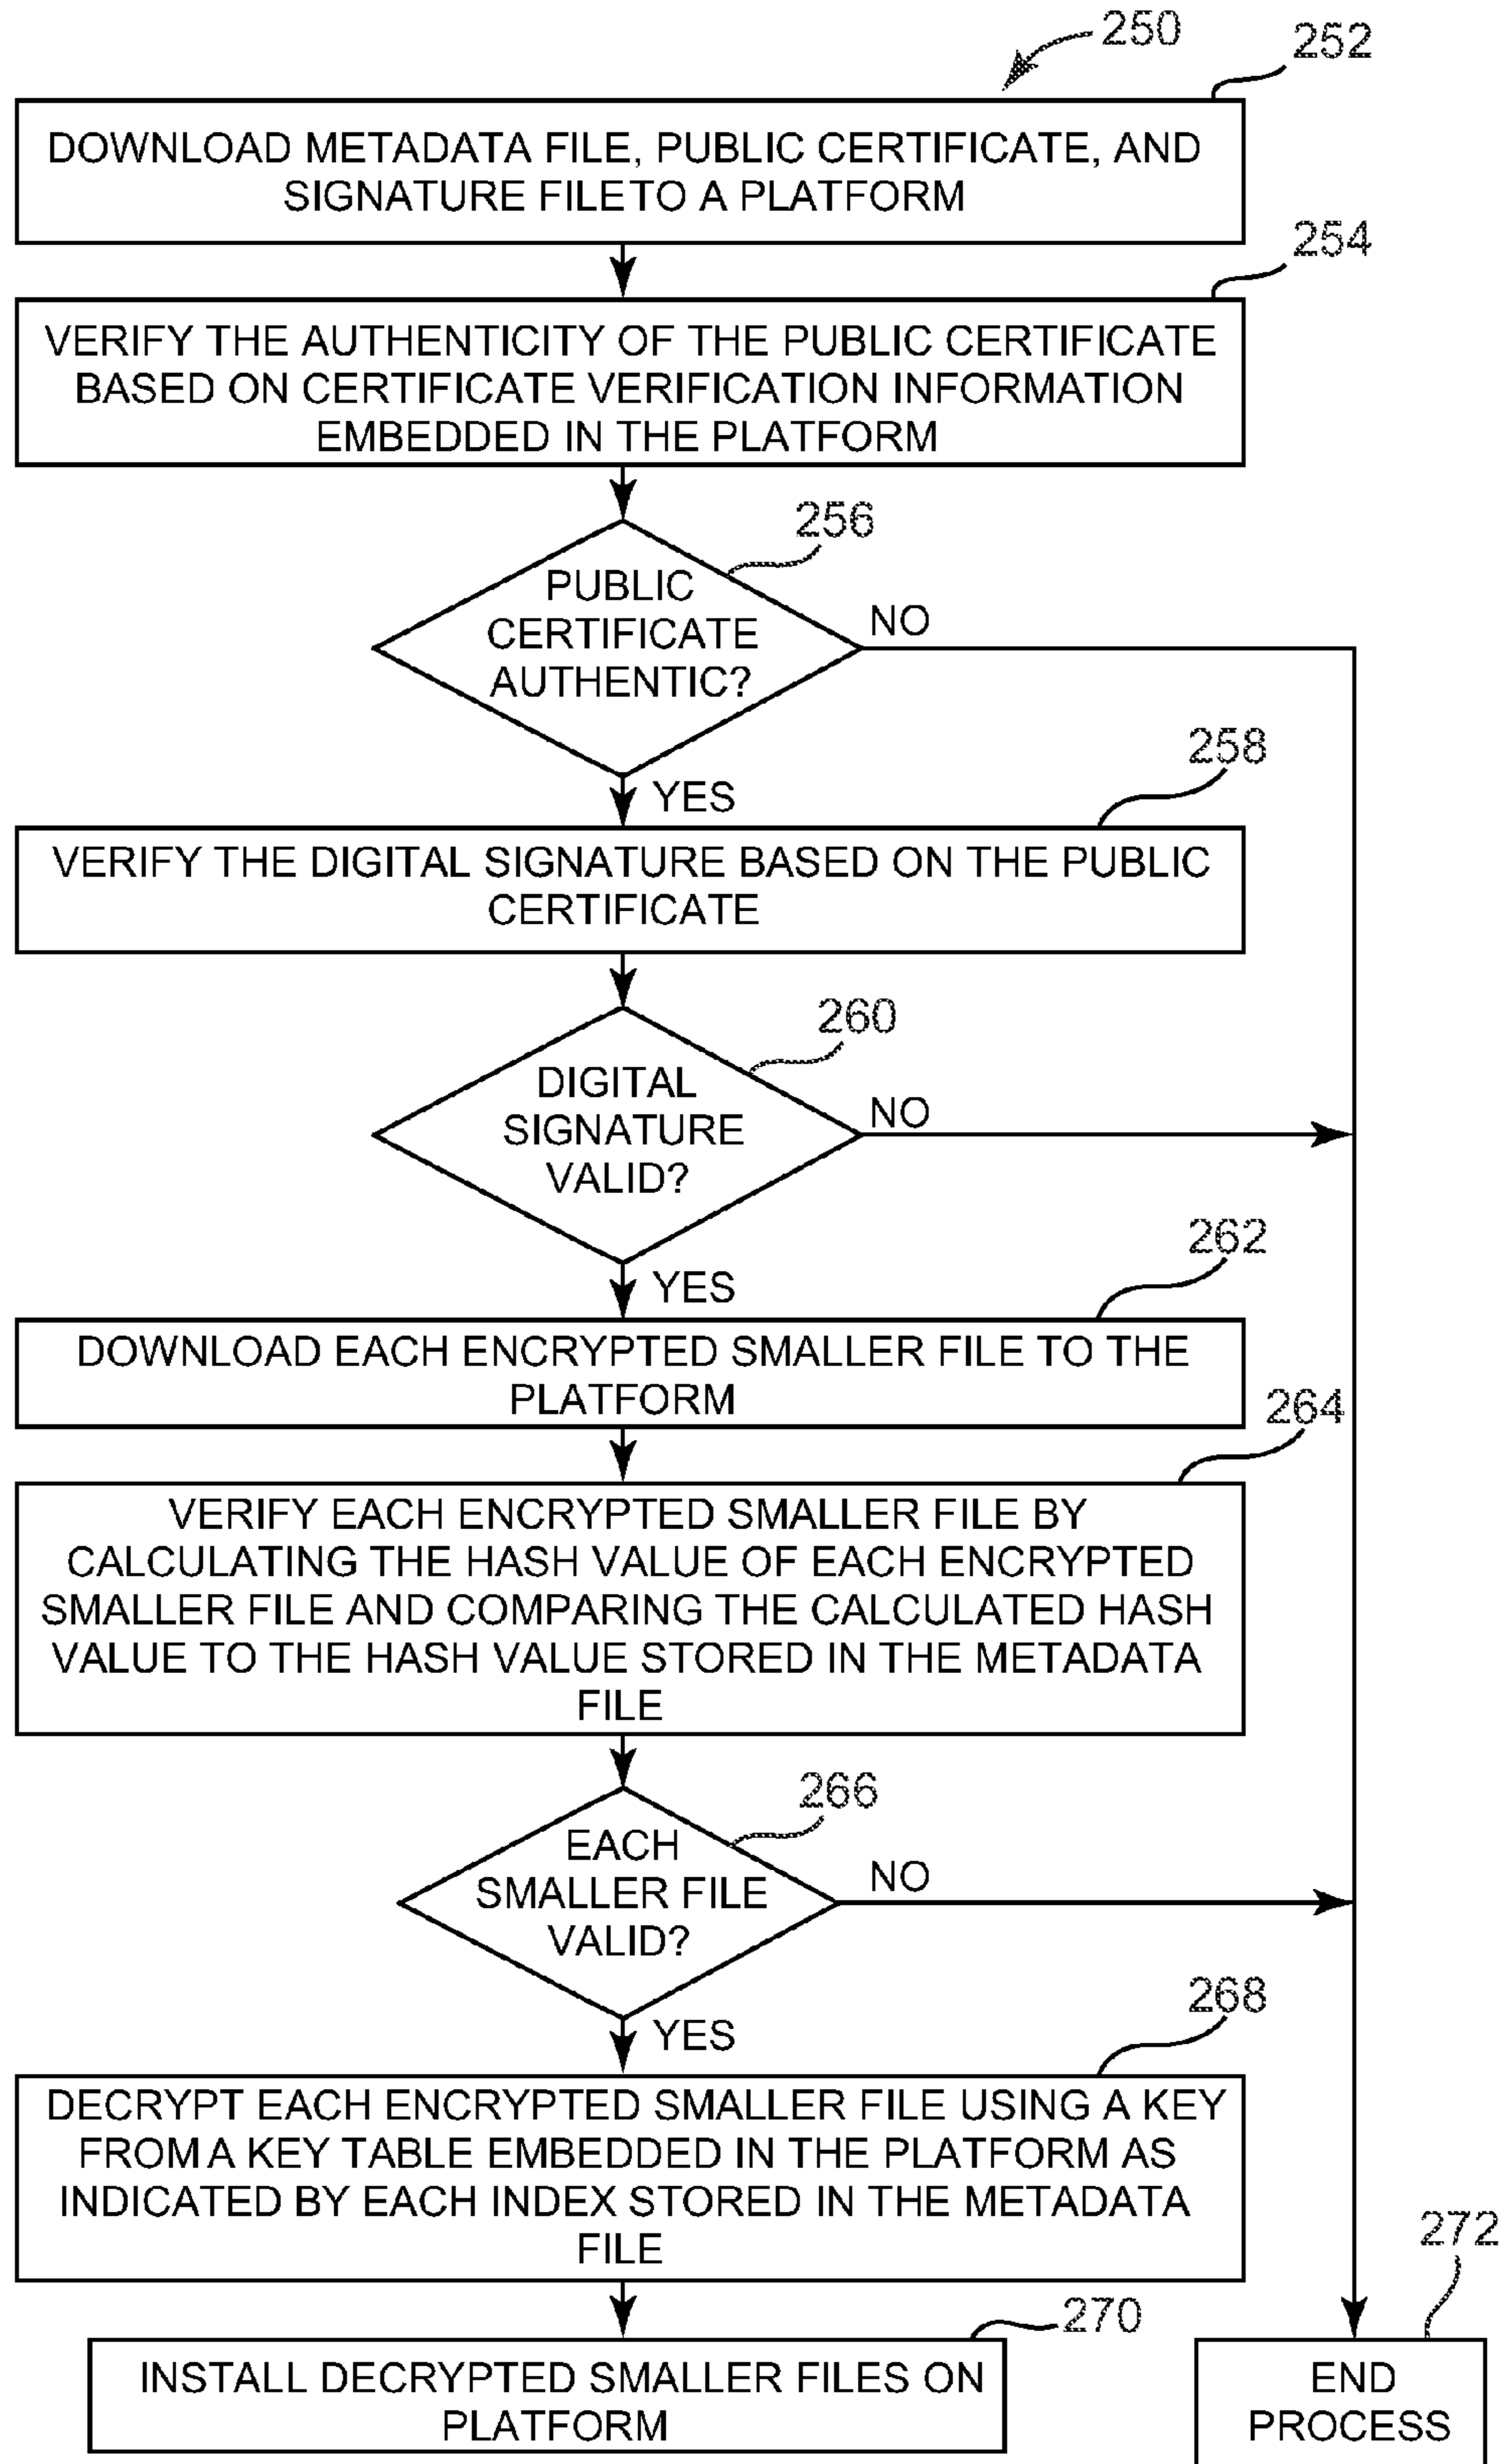 250
252
DOWNLOAD METADATA FILE, PUBLIC CERTIFICATE, AND
SIGNATURE FILETO A PLATFORM
254
VERIFY THE AUTHENTICITY OF THE PUBLIC CERTIFICATE
BASED ON CERTIFICATE VERIFICATION INFORMATION
EMBEDDED IN THE PLATFORM
256
PUBLIC
CERTIFICATE
AUTHENTIC?
NO
YES
258
VERIFY THE DIGITAL SIGNATURE BASED ON THE PUBLIC
CERTIFICATE
260
DIGITAL
SIGNATURE
VALID?
NO
YES
262
DOWNLOAD EACH ENCRYPTED SMALLER FILE TO THE
PLATFORM
264
VERIFY EACH ENCRYPTED SMALLER FILE BY
CALCULATING THE HASH VALUE OF EACH ENCRYPTED
SMALLER FILE AND COMPARING THE CALCULATED HASH
VALUE TO THE HASH VALUE STORED IN THE METADATA
FILE
266
EACH
SMALLER FILE
VALID?
NO
YES
268
DECRYPT EACH ENCRYPTED SMALLER FILE USING A KEY
FROM A KEY TABLE EMBEDDED IN THE PLATFORM AS
INDICATED BY EACH INDEX STORED IN THE METADATA
FILE
270
INSTALL DECRYPTED SMALLER FILES ON
PLATFORM
272
END
PROCESS